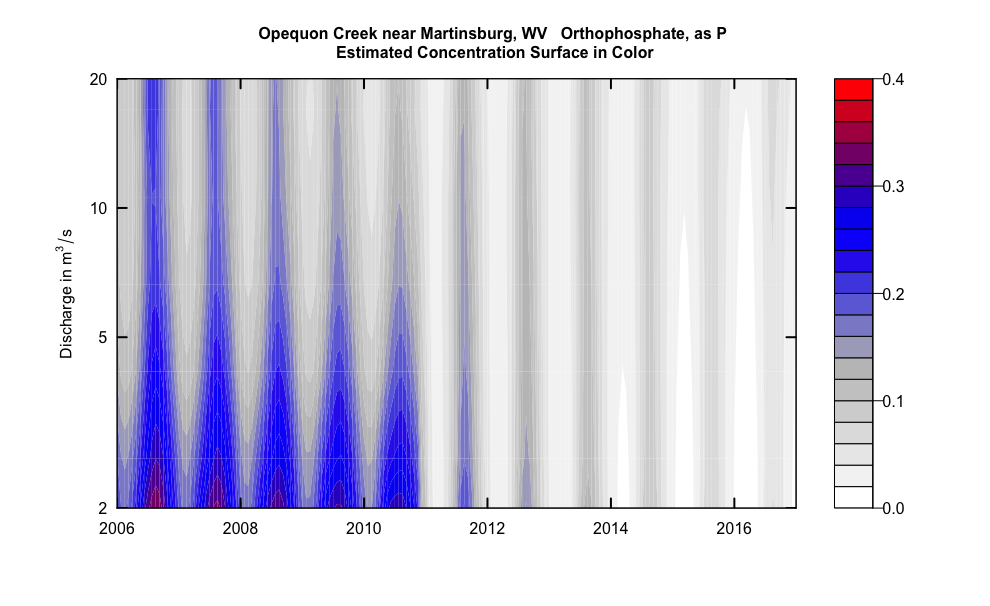 Opequon Creek near Martinsburg, WV Orthophosphate, as P
Estimated Concentration Surface in Color
Discharge in m³/s
20
10
5
2
2006 2008 2010 2012 2014 2016
0.4
0.3
0.2
0.1
0.0